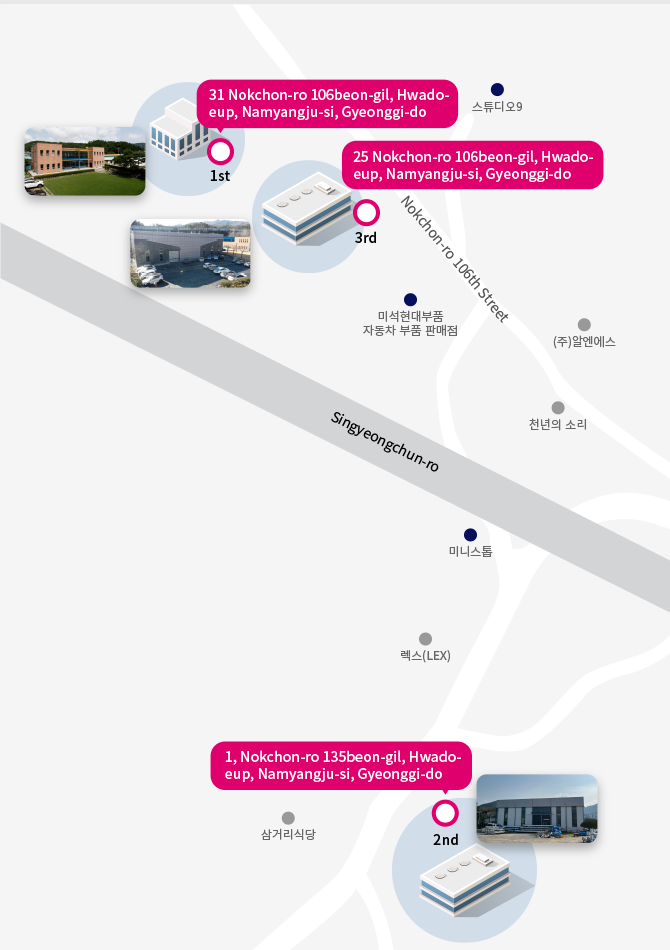 31 Nokchon-ro 106beon-gil, Hwado-
eup, Namyangju-si, Gyeonggi-do
스튜디오9
1st
25 Nokchon-ro 106beon-gil, Hwado-
eup, Namyangju-si, Gyeonggi-do
3rd
Nokchon-ro 106th Street
미석현대부품
자동차 부품 판매점
(주)알엔에스
천년의 소리
Singyeongchun-ro
미니스톱
렉스(LEX)
1, Nokchon-ro 135beon-gil, Hwado-
eup, Namyangju-si, Gyeonggi-do
삼거리식당
2nd